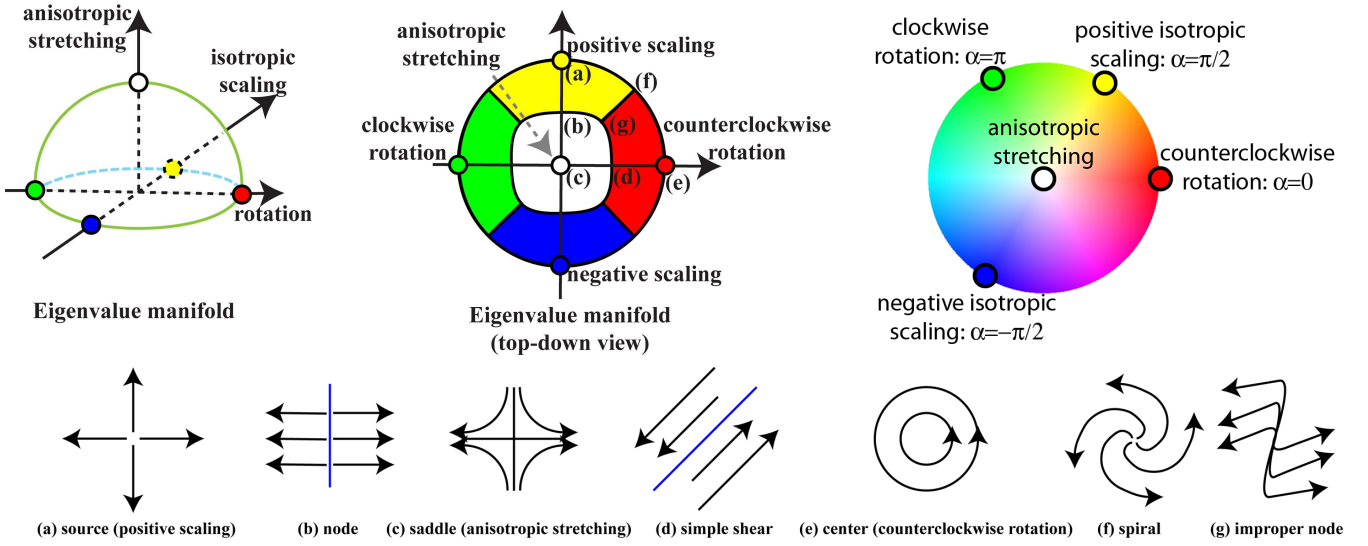 anisotropic
stretching
isotropic
scaling
rotation
Eigenvalue manifold
anisotropic
stretching
positive scaling
(a)
(f)
(b)
(g)
clockwise
rotation
counterclockwise
rotation
(c)
(d)
(e)
negative scaling
Eigenvalue manifold
(top-down view)
clockwise
rotation: α=π
positive isotropic
scaling: α=π/2
anisotropic
stretching
counterclockwise
rotation: α=0
negative isotropic
scaling: α=−π/2
(a) source (positive scaling)
(b) node
(c) saddle (anisotropic stretching)
(d) simple shear
(e) center (counterclockwise rotation)
(f) spiral
(g) improper node